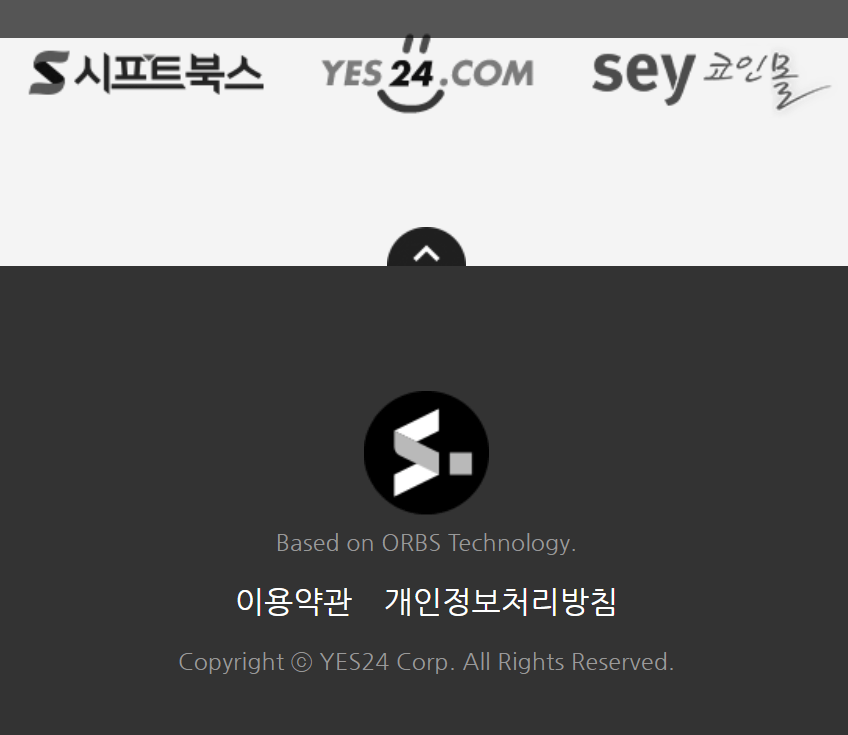 시프트북스 YES24.COM sey 쿄인몰
Based on ORBS Technology.
이용약관 개인정보처리방침
Copyright ⓒ YES24 Corp. All Rights Reserved.